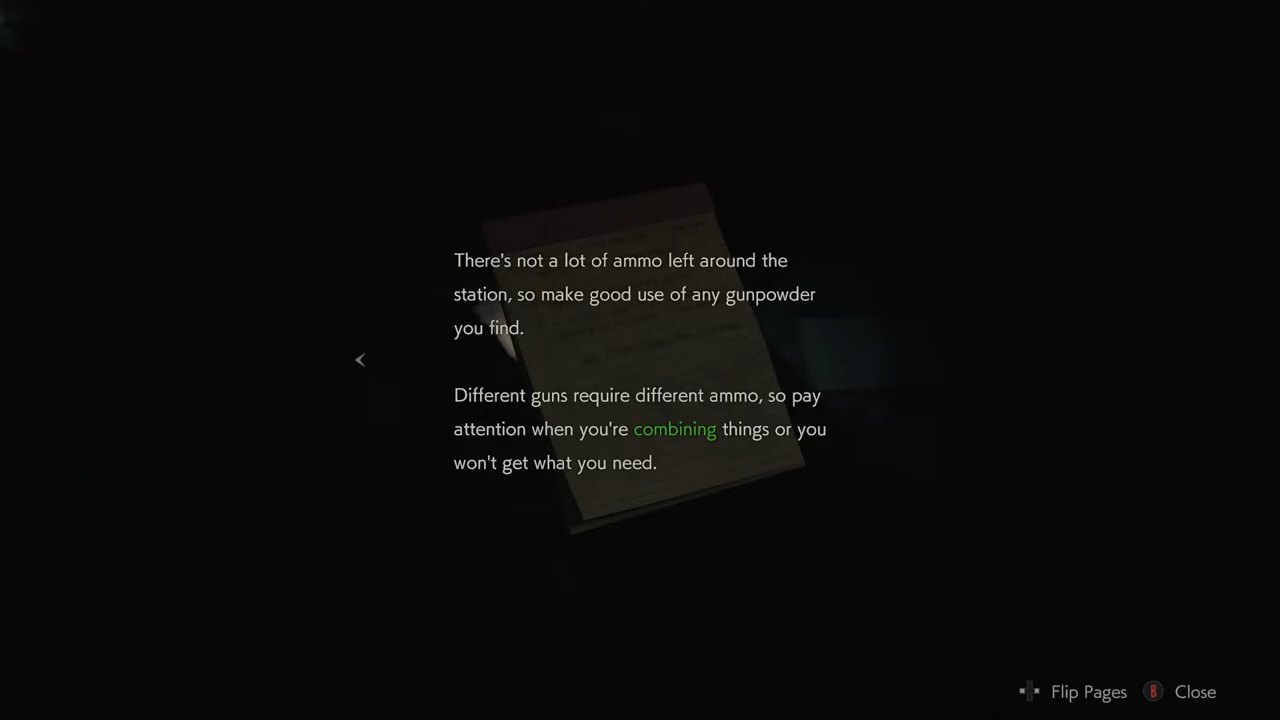 There's not a lot of ammo left around the
station, so make good use of any gunpowder
you find.
Different guns require different ammo, so pay
attention when you're combining things or you
won't get what you need.
Flip Pages B Close